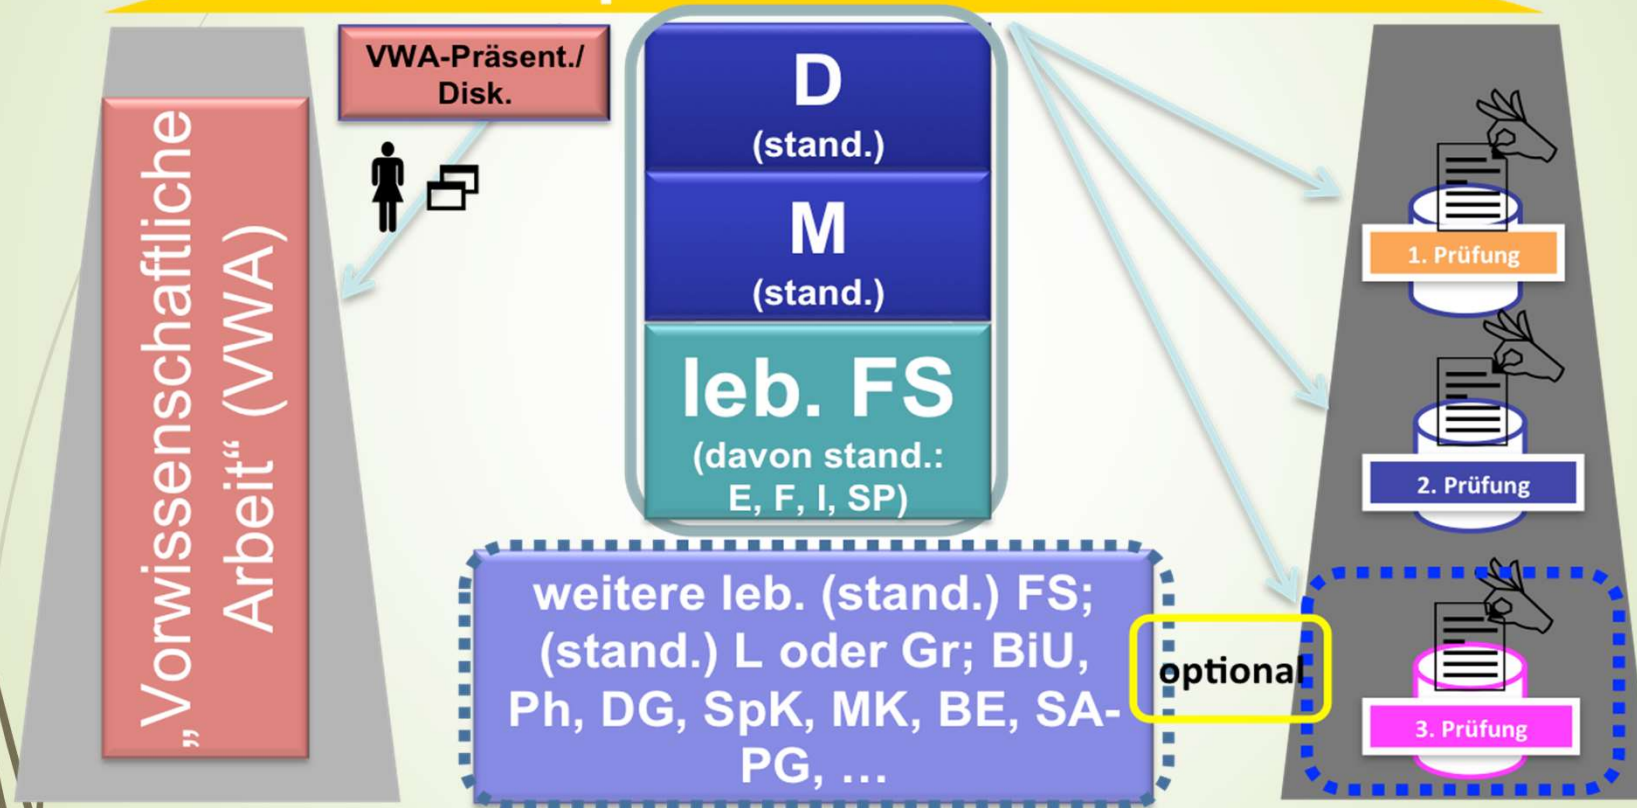 „Vorwissenschaftliche
Arbeit“ (VWA)
VWA-Präsent./
Disk.
D
(stand.)
M
(stand.)
leb. FS
(davon stand.:
E, F, I, SP)
weitere leb. (stand.) FS;
(stand.) L oder Gr; BiU,
Ph, DG, SpK, MK, BE, SA-
PG, …
optional
1. Prüfung
2. Prüfung
3. Prüfung